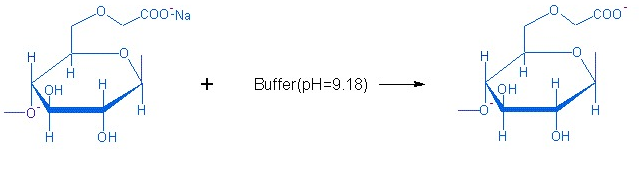 O COO⁻Na
H O
H
OH H
O⁻ H
H OH
+ Buffer(pH=9.18)
O COO⁻
H O
H
OH H
O⁻ H
H OH